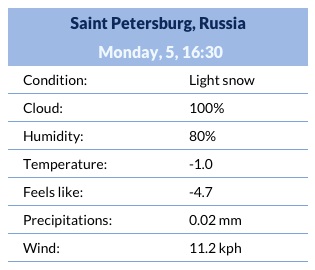 Saint Petersburg, Russia
Monday, 5, 16:30
Condition: Light snow
Cloud: 100%
Humidity: 80%
Temperature: -1.0
Feels like: -4.7
Precipitations: 0.02 mm
Wind: 11.2 kph